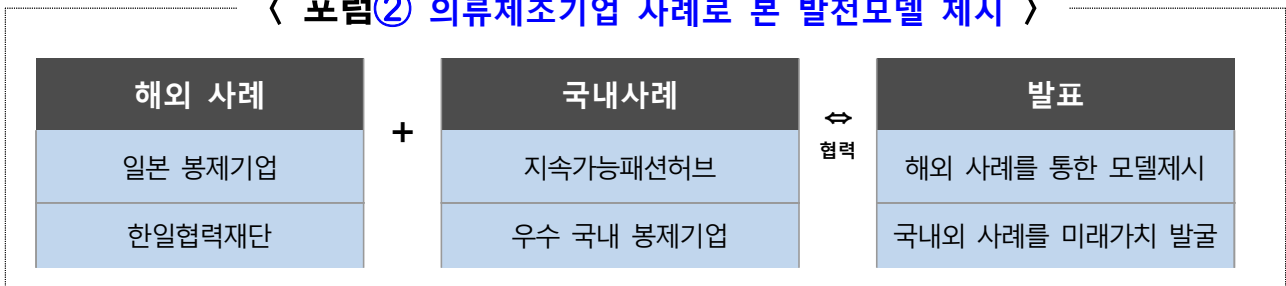 〈 포럼② 의류제조기업 사례로 본 발전모델 제시 〉
해외 사례
일본 봉제기업
한일협력재단
+
국내사례
지속가능패션허브
우수 국내 봉제기업
⇔
협력
발표
해외 사례를 통한 모델제시
국내외 사례를 미래가치 발굴